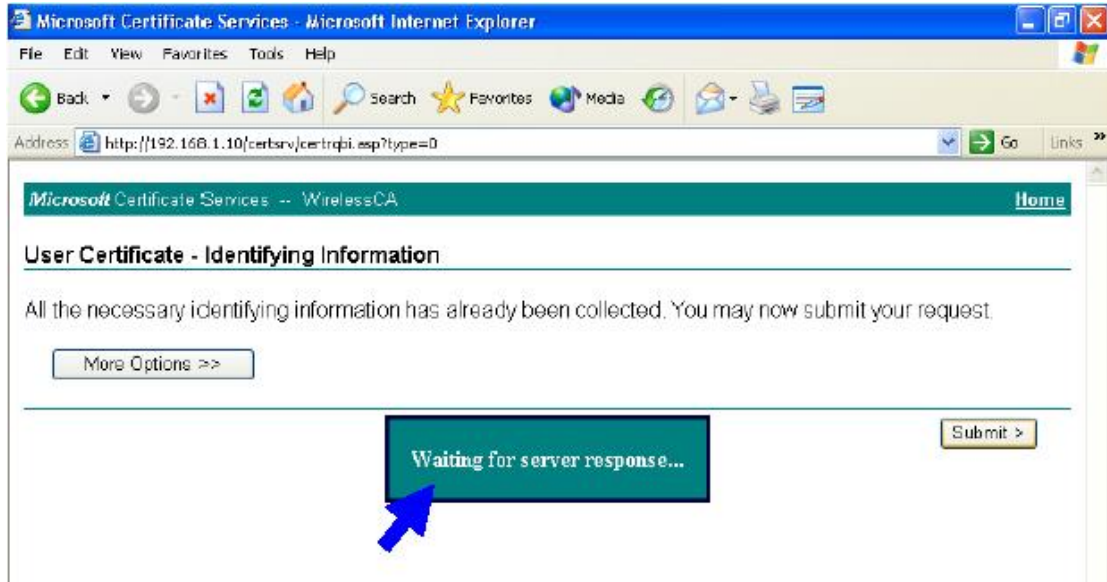 Microsoft Certificate Services - Microsoft Internet Explorer
File Edit View Favorites Tools Help
Back Search Favorites Media
Address http://192.168.1.10/certsrv/certrqbi.asp?type=0 Go Links »
Microsoft Certificate Services -- WirelessCA Home
User Certificate - Identifying Information
All the necessary identifying information has already been collected. You may now submit your request.
More Options >>
Submit >
Waiting for server response...